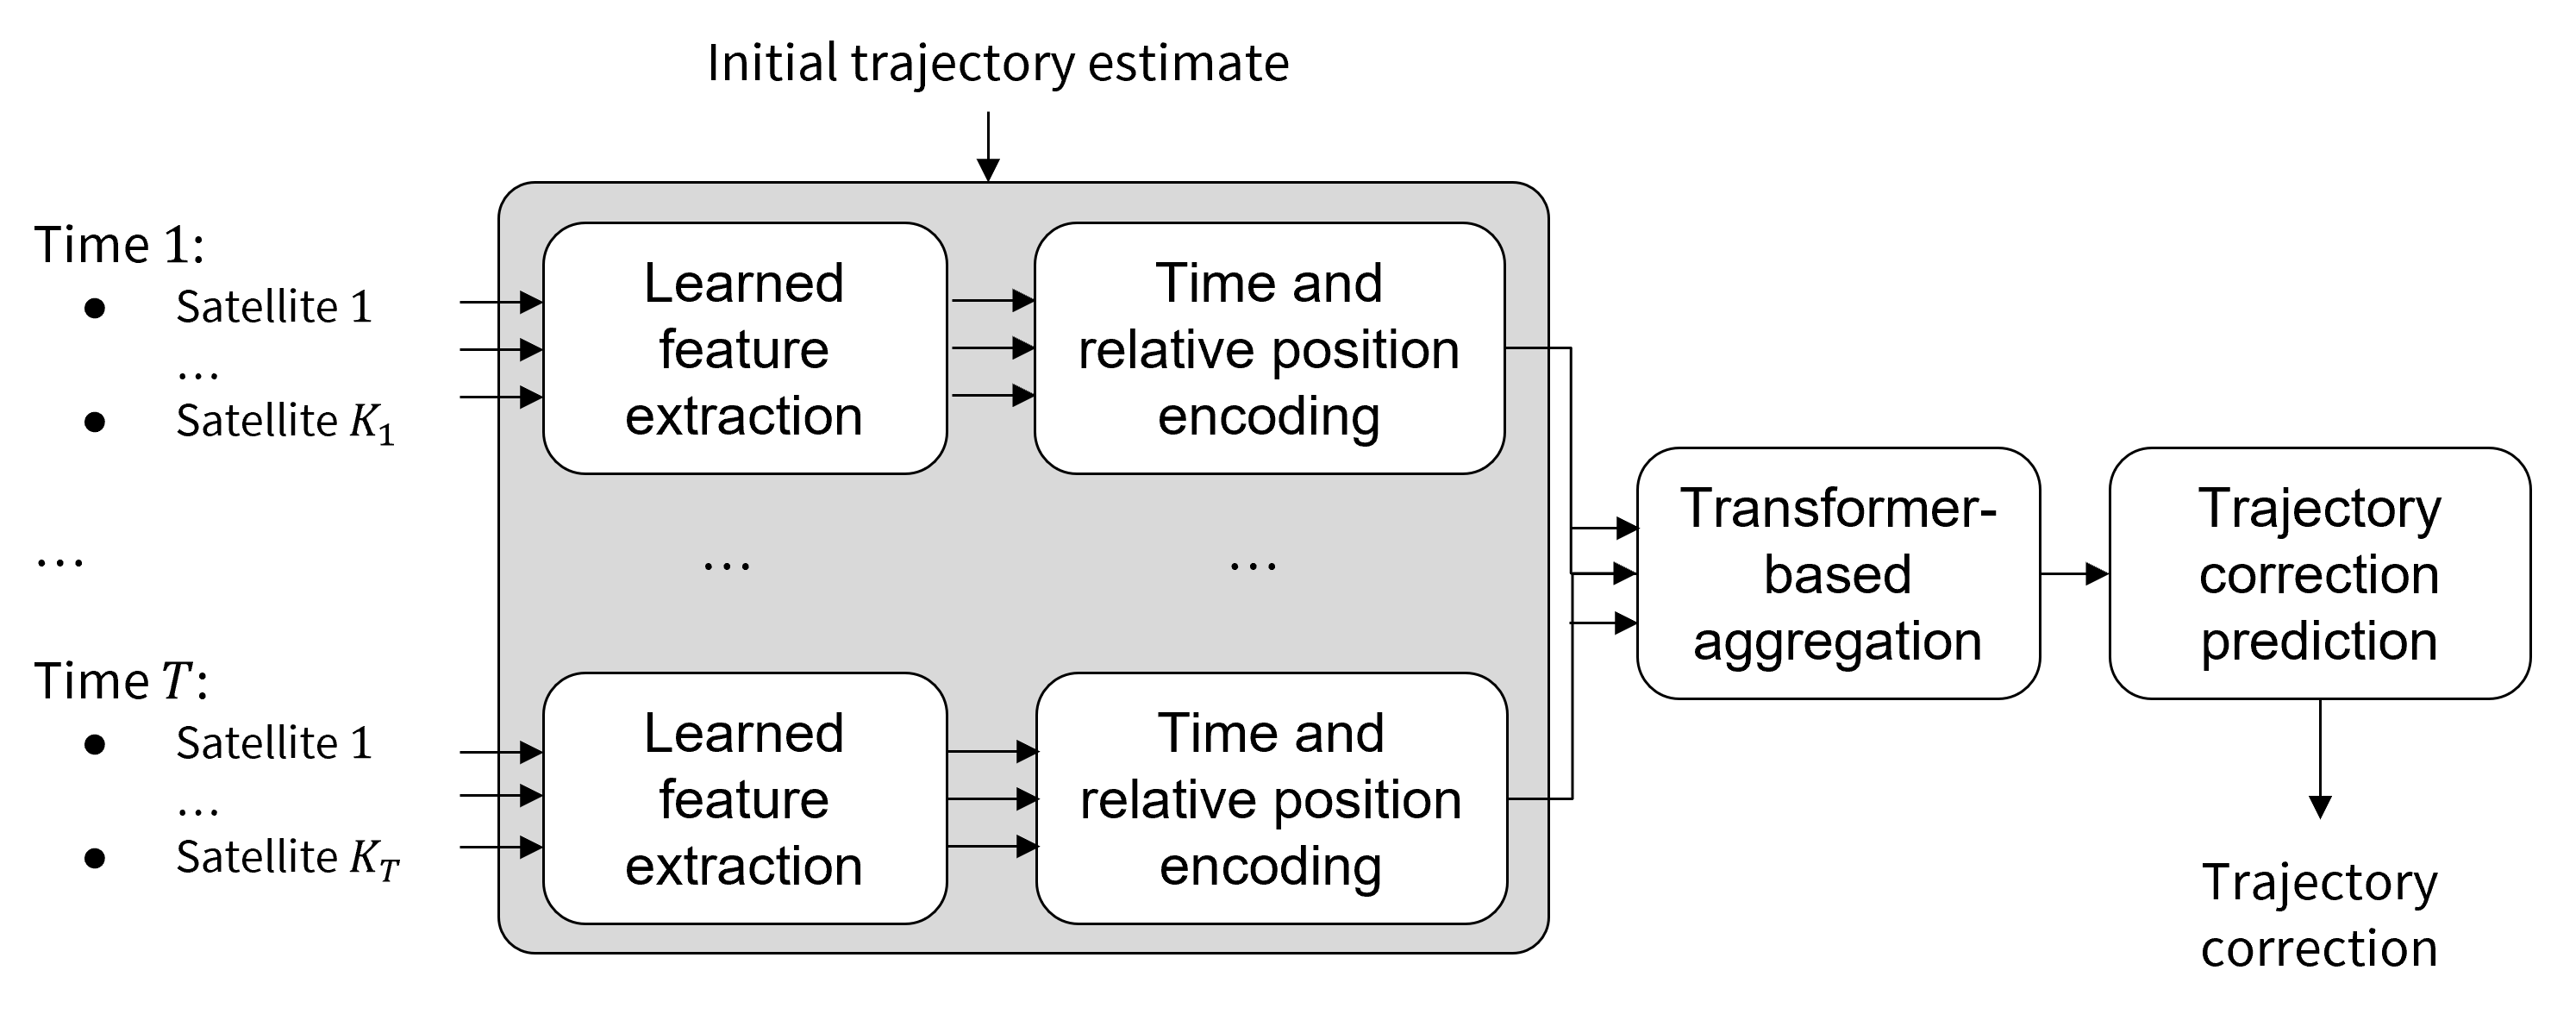 Initial trajectory estimate
Time 1:
● Satellite 1
…
● Satellite K₁
…
Time T:
● Satellite 1
…
● Satellite K_T
Learned
feature
extraction
Time and
relative position
encoding
…
…
Learned
feature
extraction
Time and
relative position
encoding
Transformer-
based
aggregation
Trajectory
correction
prediction
Trajectory
correction